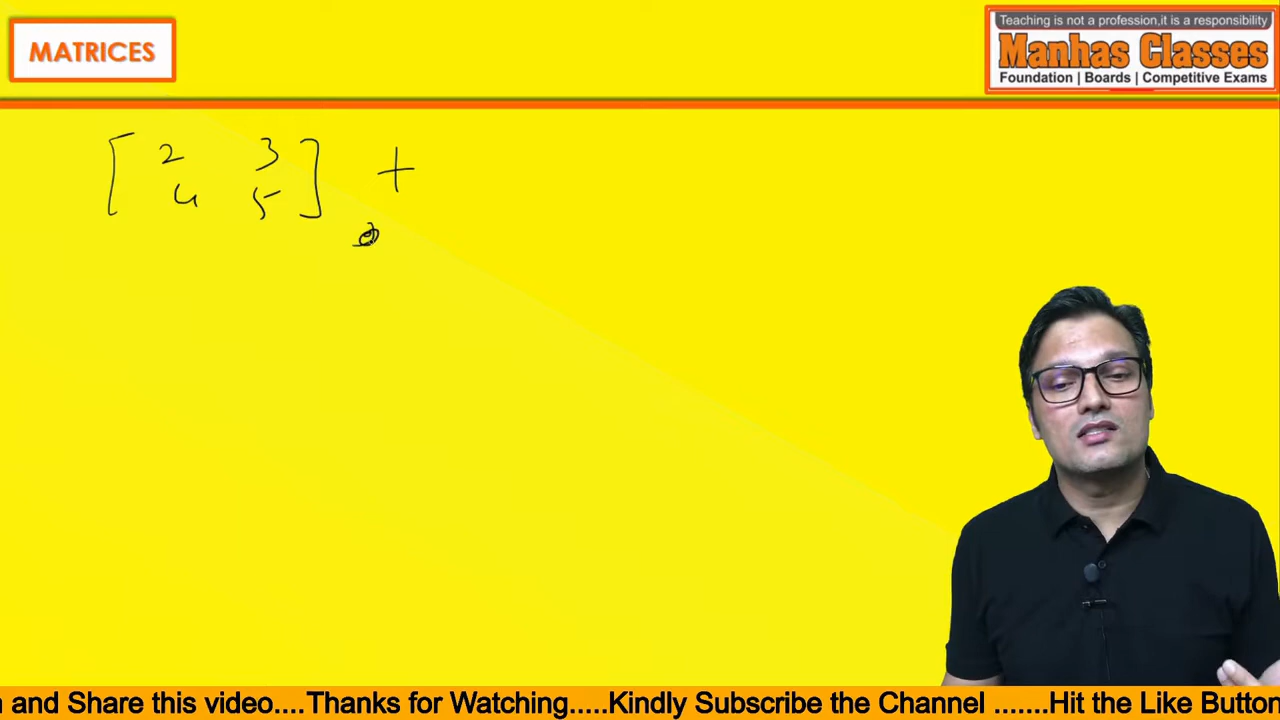 MATRICES
Teaching is not a profession,it is a responsibility
Manhas Classes
Foundation | Boards | Competitive Exams
[ 2 3 ] +
4 5
and Share this video....Thanks for Watching.....Kindly Subscribe the Channel .......Hit the Like Button